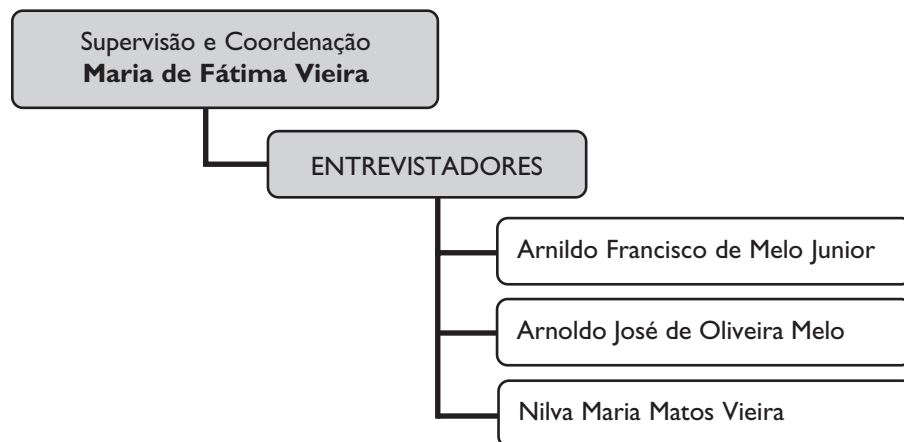 Supervisão e Coordenação
Maria de Fátima Vieira
ENTREVISTADORES
Arnildo Francisco de Melo Junior
Arnoldo José de Oliveira Melo
Nilva Maria Matos Vieira